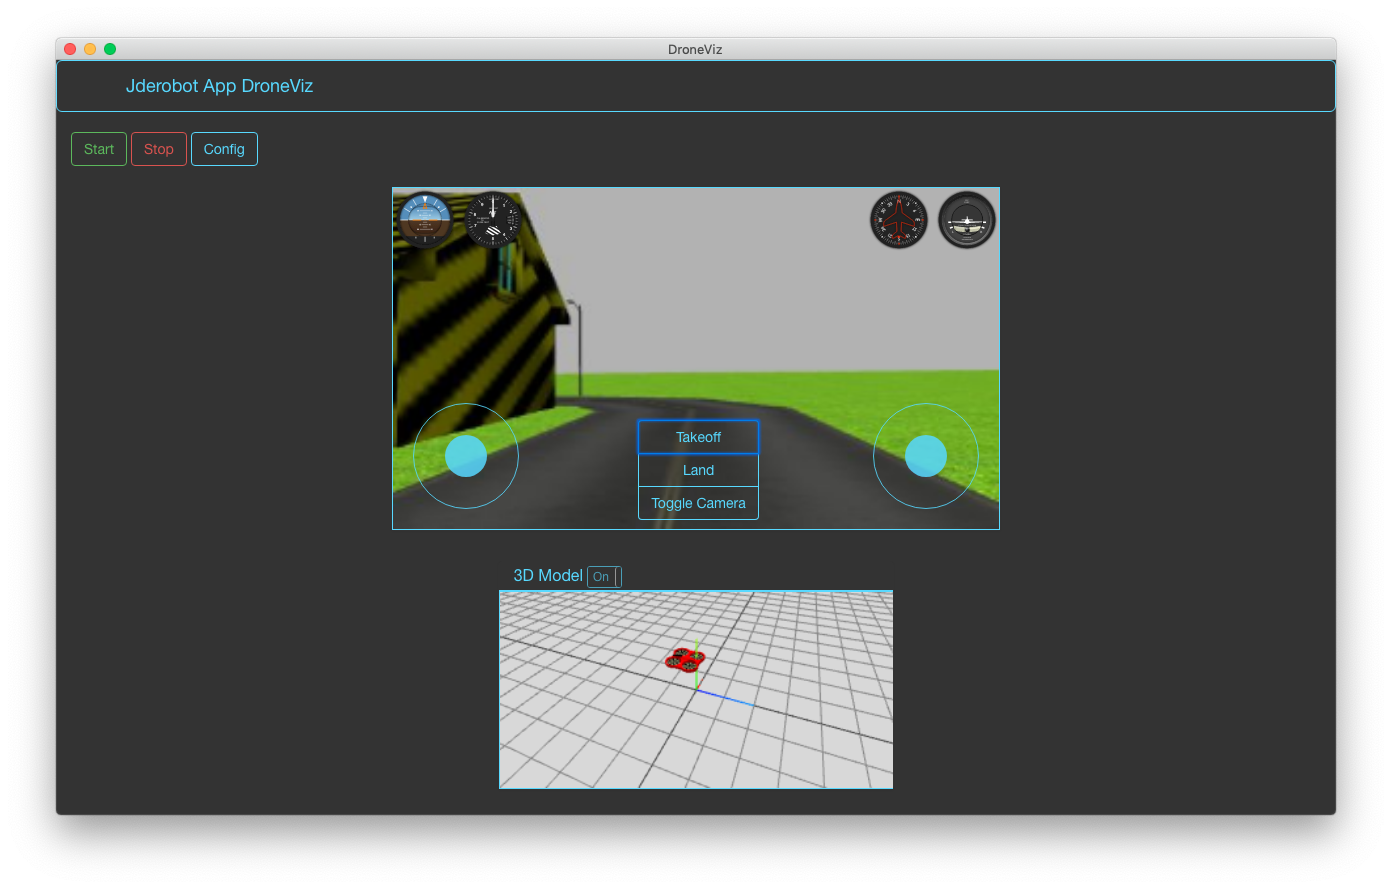 DroneViz
Jderobot App DroneViz
Start
Stop
Config
Takeoff
Land
Toggle Camera
3D Model On